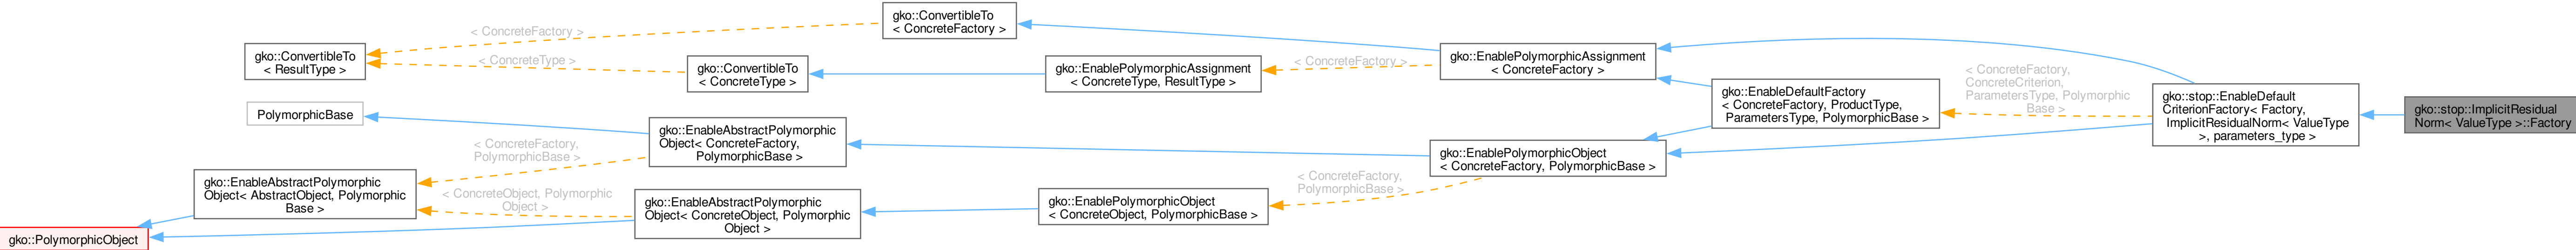 gko::ConvertibleTo
< ConcreteFactory >
< ConcreteFactory >
gko::ConvertibleTo
< ResultType >
< ConcreteType >
gko::ConvertibleTo
< ConcreteType >
gko::EnablePolymorphicAssignment
< ConcreteType, ResultType >
< ConcreteFactory >
gko::EnablePolymorphicAssignment
< ConcreteFactory >
gko::EnableDefaultFactory
< ConcreteFactory, ProductType,
ParametersType, PolymorphicBase >
< ConcreteFactory,
ConcreteCriterion,
ParametersType, Polymorphic
Base >
gko::stop::EnableDefault
CriterionFactory< Factory,
ImplicitResidualNorm< ValueType
>, parameters_type >
gko::stop::ImplicitResidual
Norm< ValueType >::Factory
PolymorphicBase
gko::EnableAbstractPolymorphic
Object< ConcreteFactory,
PolymorphicBase >
< ConcreteFactory,
PolymorphicBase >
gko::EnablePolymorphicObject
< ConcreteFactory, PolymorphicBase >
gko::EnableAbstractPolymorphic
Object< AbstractObject, Polymorphic
Base >
< ConcreteObject, Polymorphic
Object >
gko::EnableAbstractPolymorphic
Object< ConcreteObject, Polymorphic
Object >
gko::EnablePolymorphicObject
< ConcreteObject, PolymorphicBase >
< ConcreteFactory,
PolymorphicBase >
gko::PolymorphicObject